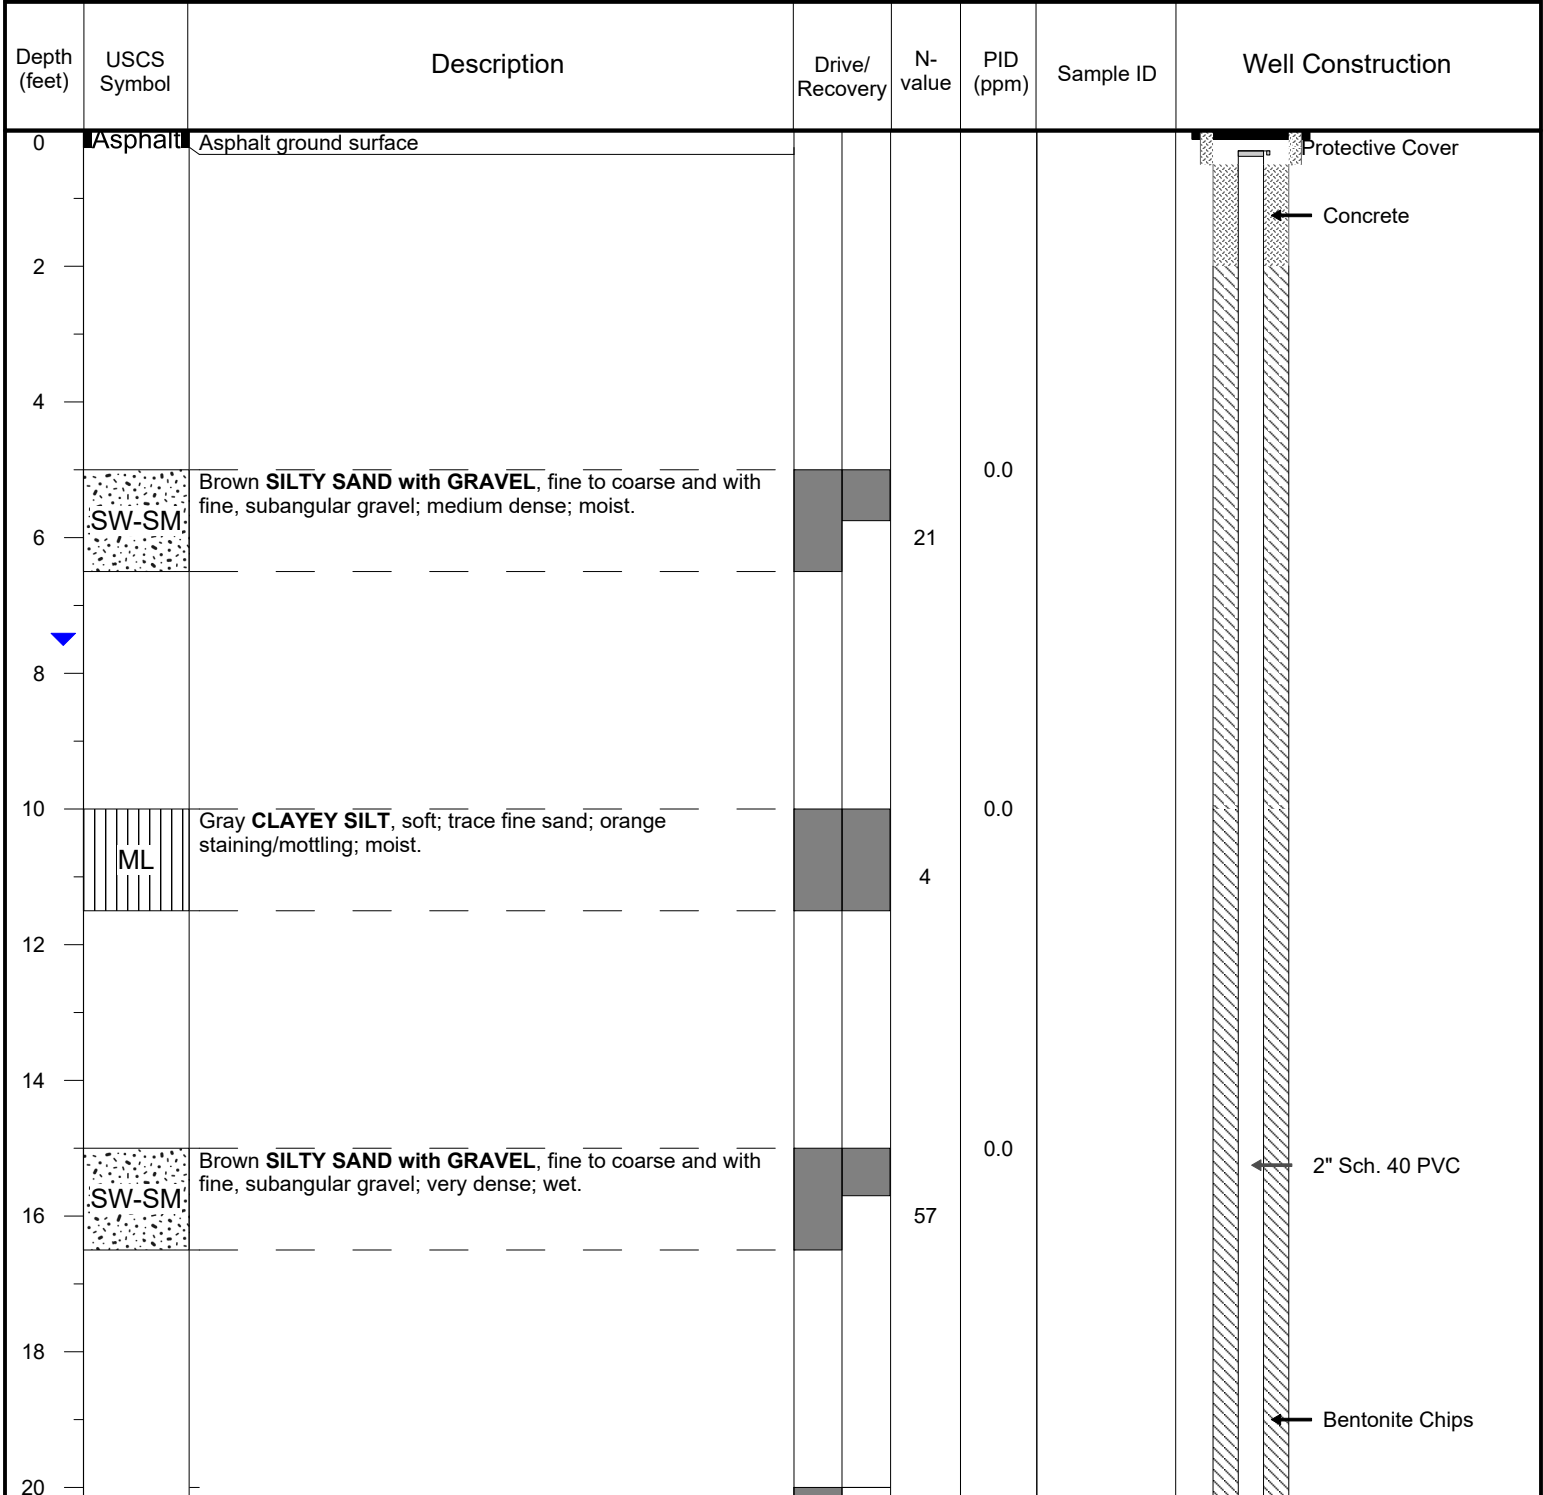 Depth
(feet)
USCS
Symbol
Description
Drive/
Recovery
N-
value
PID
(ppm)
Sample ID
Well Construction
0
Asphalt
Asphalt ground surface
Protective Cover
Concrete
2
4
Brown SILTY SAND with GRAVEL, fine to coarse and with
fine, subangular gravel; medium dense; moist.
0.0
SW-SM
6
21
8
10
Gray CLAYEY SILT, soft; trace fine sand; orange
staining/mottling; moist.
0.0
ML
4
12
14
Brown SILTY SAND with GRAVEL, fine to coarse and with
fine, subangular gravel; very dense; wet.
0.0
2" Sch. 40 PVC
SW-SM
16
57
18
Bentonite Chips
20